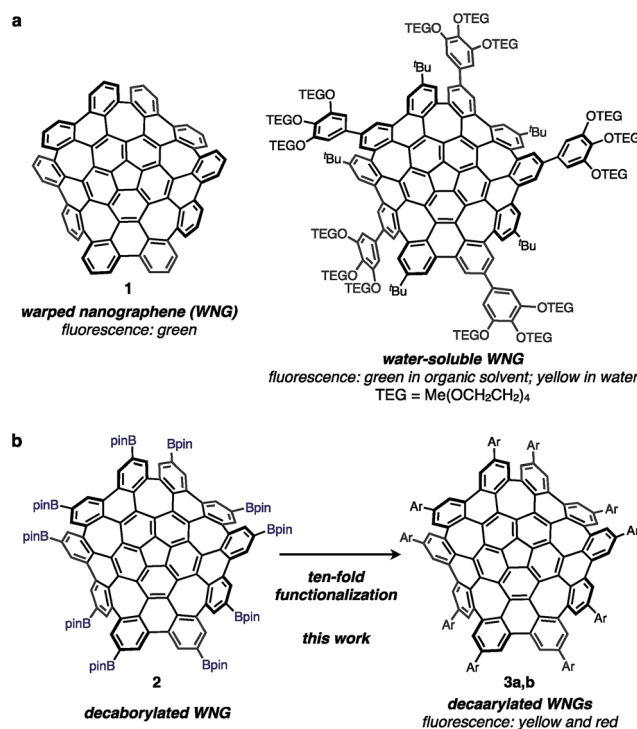 a
OTEG
TEGO OTEG
ᵗBu
OTEG
TEGO
TEGO
ᵗBu
OTEG
OTEG
TEGO
ᵗBu
OTEG
TEGO
TEGO
TEGO
ᵗBu
ᵗBu
OTEG
TEGO OTEG
1
warped nanographene (WNG)
fluorescence: green
water-soluble WNG
fluorescence: green in organic solvent; yellow in water
TEG = Me(OCH₂CH₂)₄
b
pinB Bpin
pinB Bpin
pinB Bpin
pinB Bpin
pinB Bpin
2
decaborylated WNG
ten-fold
functionalization
this work
Ar Ar
Ar Ar
Ar Ar
Ar Ar
Ar Ar
3a,b
decaarylated WNGs
fluorescence: yellow and red